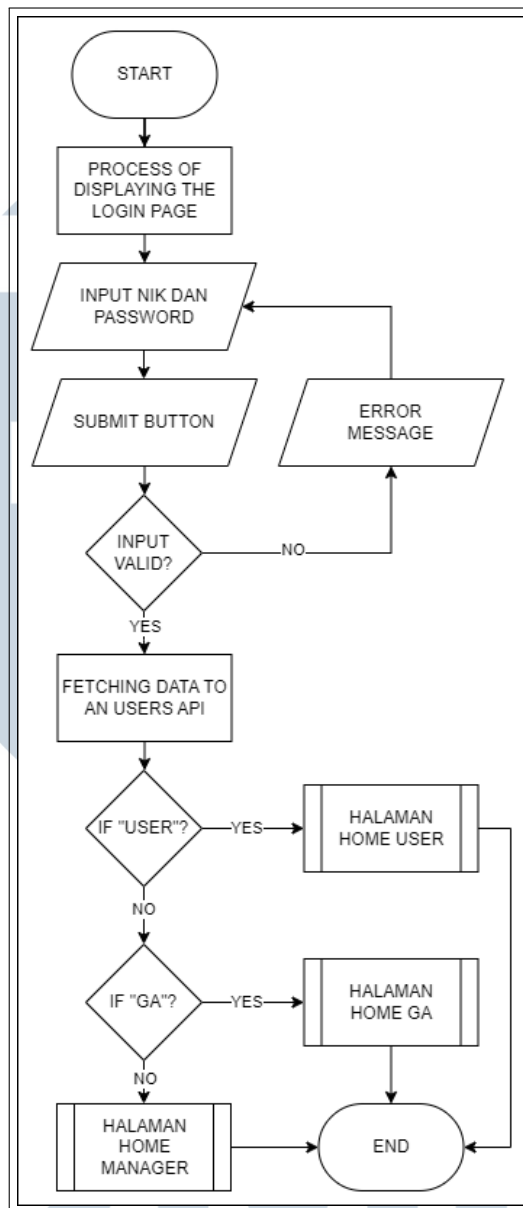 START
PROCESS OF
DISPLAYING THE
LOGIN PAGE
INPUT NIK DAN
PASSWORD
SUBMIT BUTTON
ERROR
MESSAGE
INPUT
VALID?
NO
YES
FETCHING DATA TO
AN USERS API
IF "USER"?
YES
HALAMAN
HOME USER
NO
IF "GA"?
YES
HALAMAN
HOME GA
NO
HALAMAN
HOME
MANAGER
END